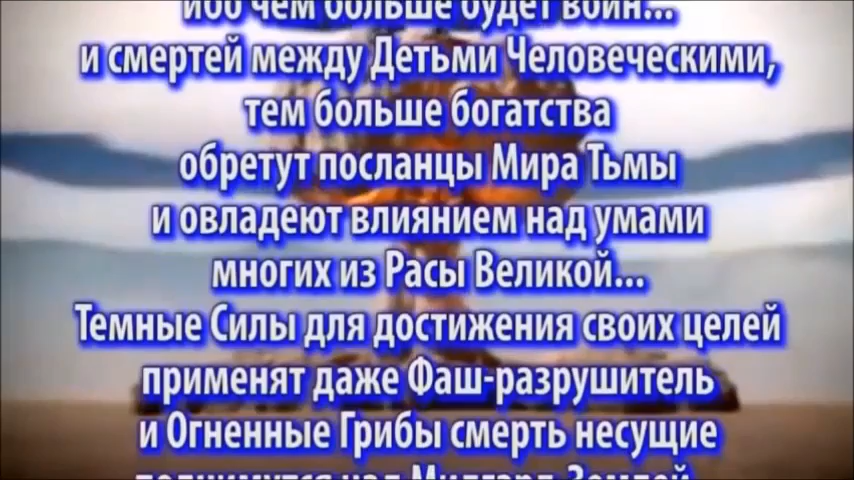 ибо чем больше будет войн...
и смертей между Детьми Человеческими,
тем больше богатства
обретут посланцы Мира Тьмы
и овладеют влиянием над умами
многих из Расы Великой...
Темные Силы для достижения своих целей
применят даже Фаш-разрушитель
и Огненные Грибы смерть несущие
поднимутся над Мидгард-Землей